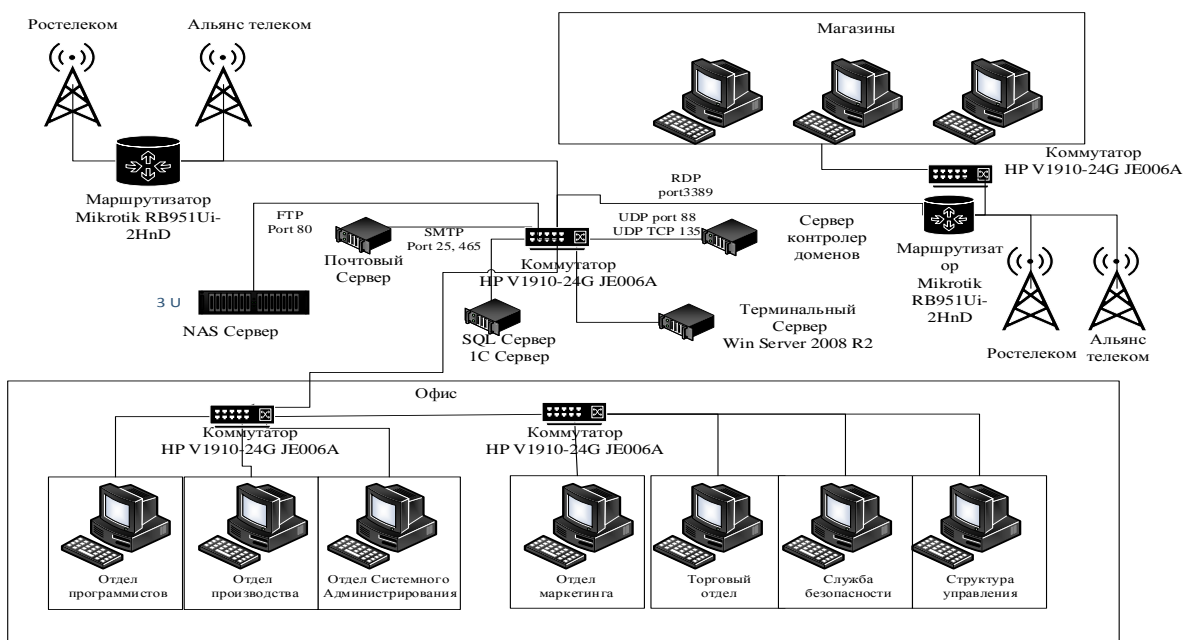 Ростелеком
Альянс телеком
Магазины
Маршрутизатор
Mikrotik RB951Ui-
2HnD
Коммутатор
HP V1910-24G JE006A
RDP
port3389
FTP
Port 80
SMTP
Port 25, 465
UDP port 88
UDP TCP 135
Почтовый
Сервер
Коммутатор
HP V1910-24G JE006A
Сервер
контролер
доменов
Маршрутизат
ор
Mikrotik
RB951Ui-
2HnD
3 U
NAS Сервер
SQL Сервер
1С Сервер
Терминальный
Сервер
Win Server 2008 R2
Ростелеком
Альянс
телеком
Офис
Коммутатор
HP V1910-24G JE006A
Коммутатор
HP V1910-24G JE006A
Отдел
программистов
Отдел
производства
Отдел Системного
Администрирования
Отдел
маркетинга
Торговый
отдел
Служба
безопасности
Структура
управления